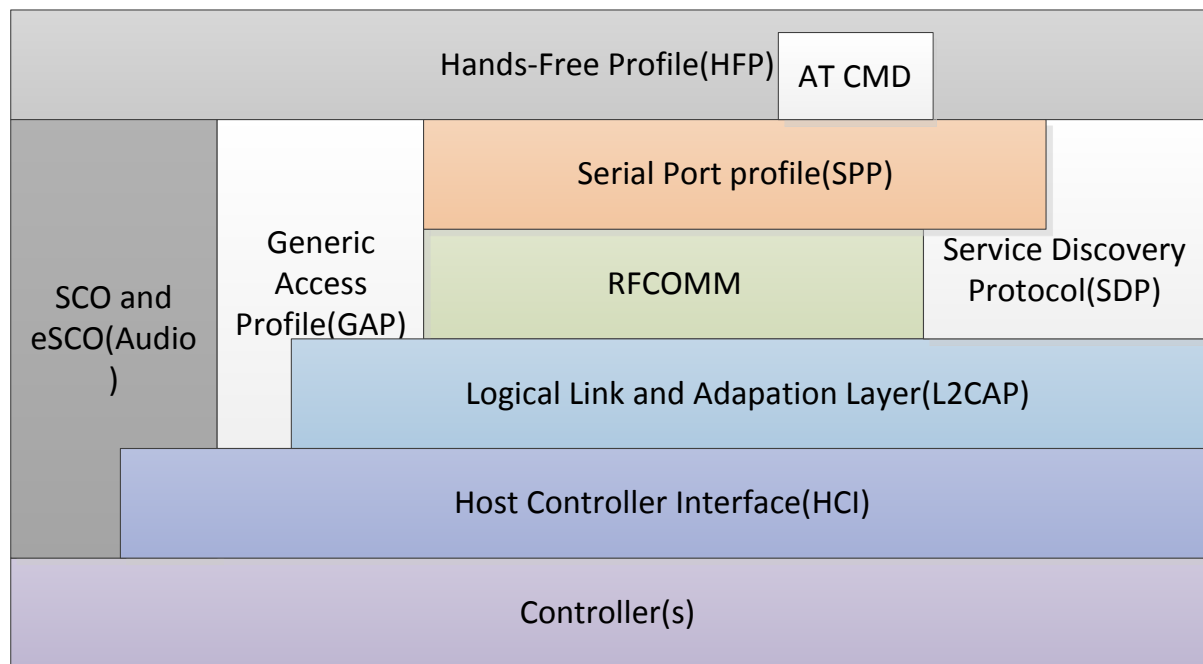 Hands-Free Profile(HFP)
AT CMD
Serial Port profile(SPP)
Generic
Access
Profile(GAP)
RFCOMM
Service Discovery
Protocol(SDP)
SCO and
eSCO(Audio
)
Logical Link and Adapation Layer(L2CAP)
Host Controller Interface(HCI)
Controller(s)